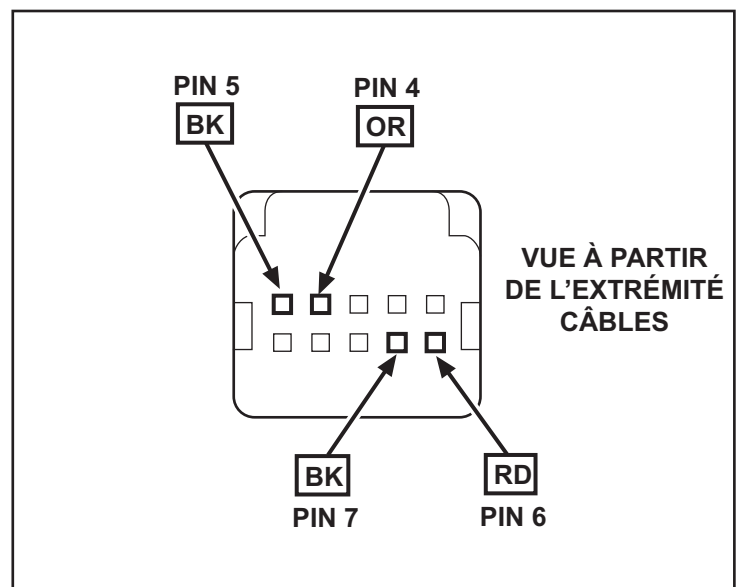 PIN 5
BK
PIN 4
OR
VUE À PARTIR
DE L'EXTRÉMITÉ
CÂBLES
BK
PIN 7
RD
PIN 6